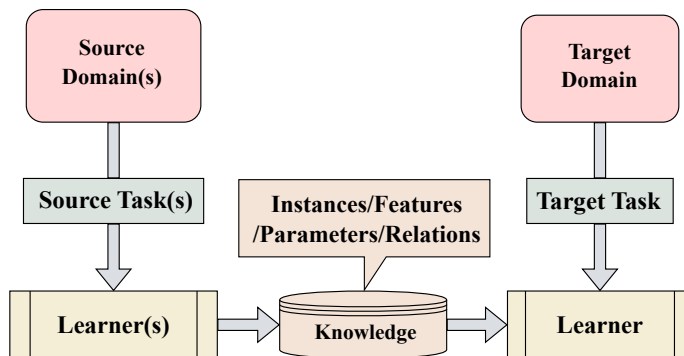 Source
Domain(s)
Target
Domain
Source Task(s)
Instances/Features
/Parameters/Relations
Target Task
Learner(s)
Knowledge
Learner